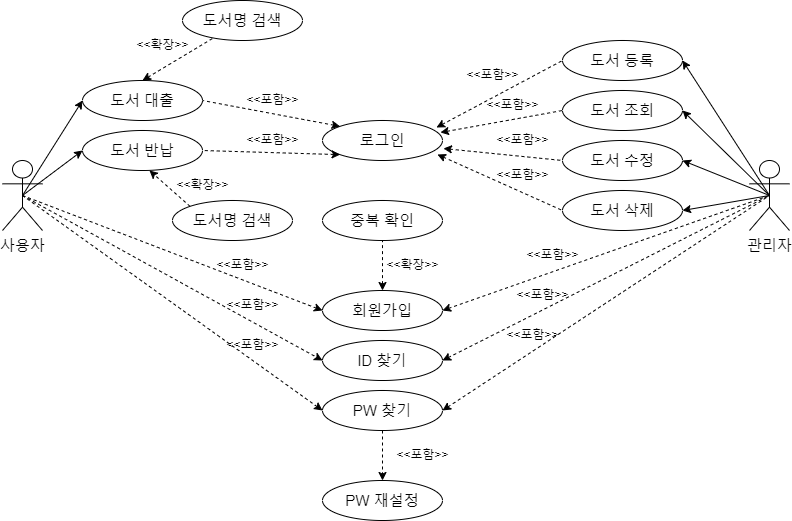 도서명 검색
<<확장>>
도서 대출
<<포함>>
도서 반납
<<포함>>
<<확장>>
도서명 검색
로그인
<<포함>>
도서 등록
<<포함>>
도서 조회
<<포함>>
도서 수정
<<포함>>
도서 삭제
사용자
관리자
중복 확인
<<확장>>
<<포함>>
<<포함>>
회원가입
<<포함>>
<<포함>>
ID 찾기
<<포함>>
<<포함>>
PW 찾기
<<포함>>
PW 재설정